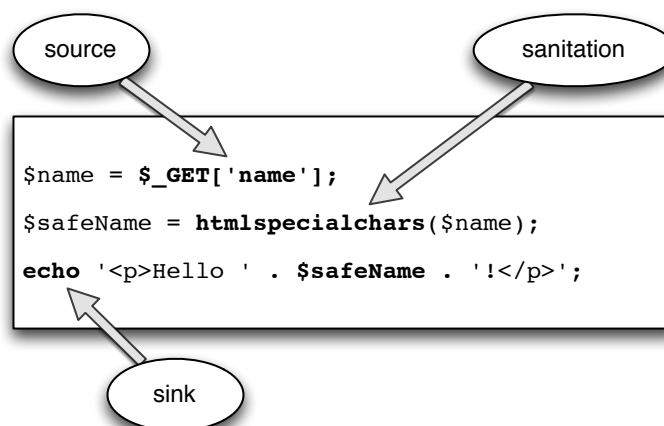 source
sanitation
$name = $_GET['name'];
$safeName = htmlspecialchars($name);
echo '<p>Hello ' . $safeName . '!</p>';
sink